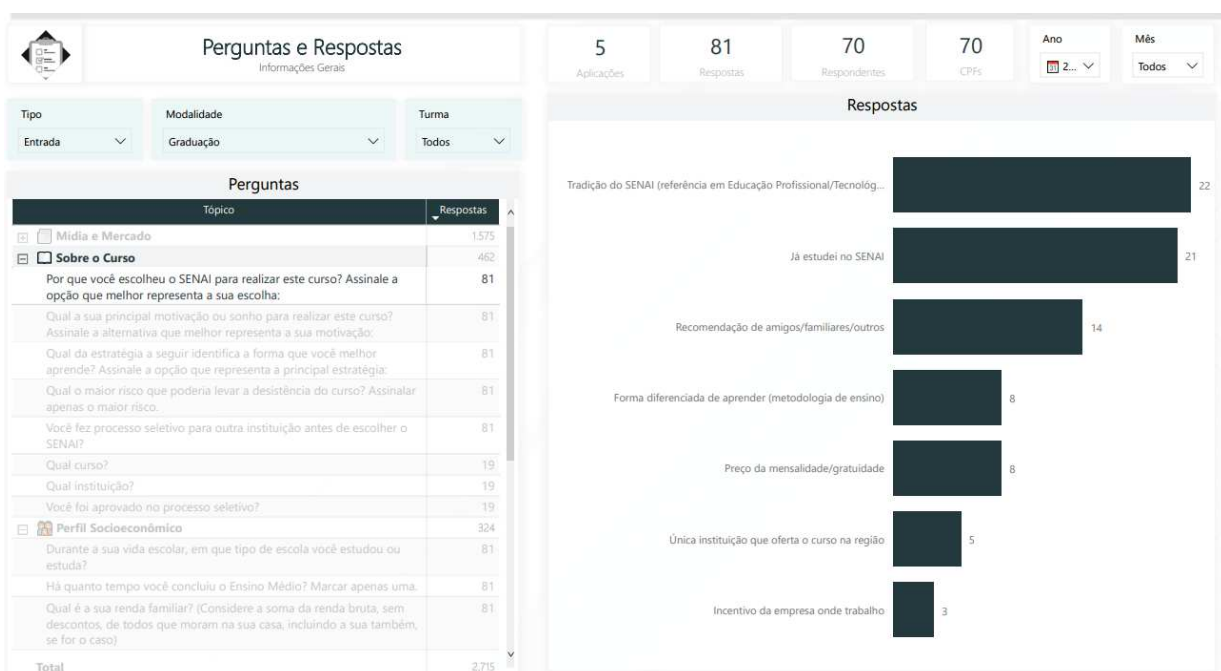 Perguntas e Respostas
Informações Gerais
5
Aplicações
81
Respostas
70
Respondentes
70
CPFs
Ano
2...
Mês
Todos
Tipo
Entrada
Modalidade
Graduação
Turma
Todos
Perguntas
Tópico Respostas
Mídia e Mercado 1.575
Sobre o Curso 462
Por que você escolheu o SENAI para realizar este curso? Assinale a 81
opção que melhor representa a sua escolha:
Qual a sua principal motivação ou sonho para realizar este curso? 81
Assinale a alternativa que melhor representa a sua motivação:
Qual da estratégia a seguir identifica a forma que você melhor 81
aprende? Assinale a opção que representa a principal estratégia:
Qual o maior risco que poderia levar a desistência do curso? Assinalar 81
apenas o maior risco.
Você fez processo seletivo para outra instituição antes de escolher o 81
SENAI?
Qual curso? 19
Qual instituição? 19
Você foi aprovado no processo seletivo? 19
Perfil Socioeconômico 324
Durante a sua vida escolar, em que tipo de escola você estudou ou 81
estuda?
Há quanto tempo você concluiu o Ensino Médio? Marcar apenas uma. 81
Qual é a sua renda familiar? (Considere a soma da renda bruta, sem 81
descontos, de todos que moram na sua casa, incluindo a sua também,
se for o caso)
Total 2.715
Respostas
Tradição do SENAI (referência em Educação Profissional/Tecnológ... 22
Já estudei no SENAI 21
Recomendação de amigos/familiares/outros 14
Forma diferenciada de aprender (metodologia de ensino) 8
Preço da mensalidade/gratuidade 8
Única instituição que oferta o curso na região 5
Incentivo da empresa onde trabalho 3